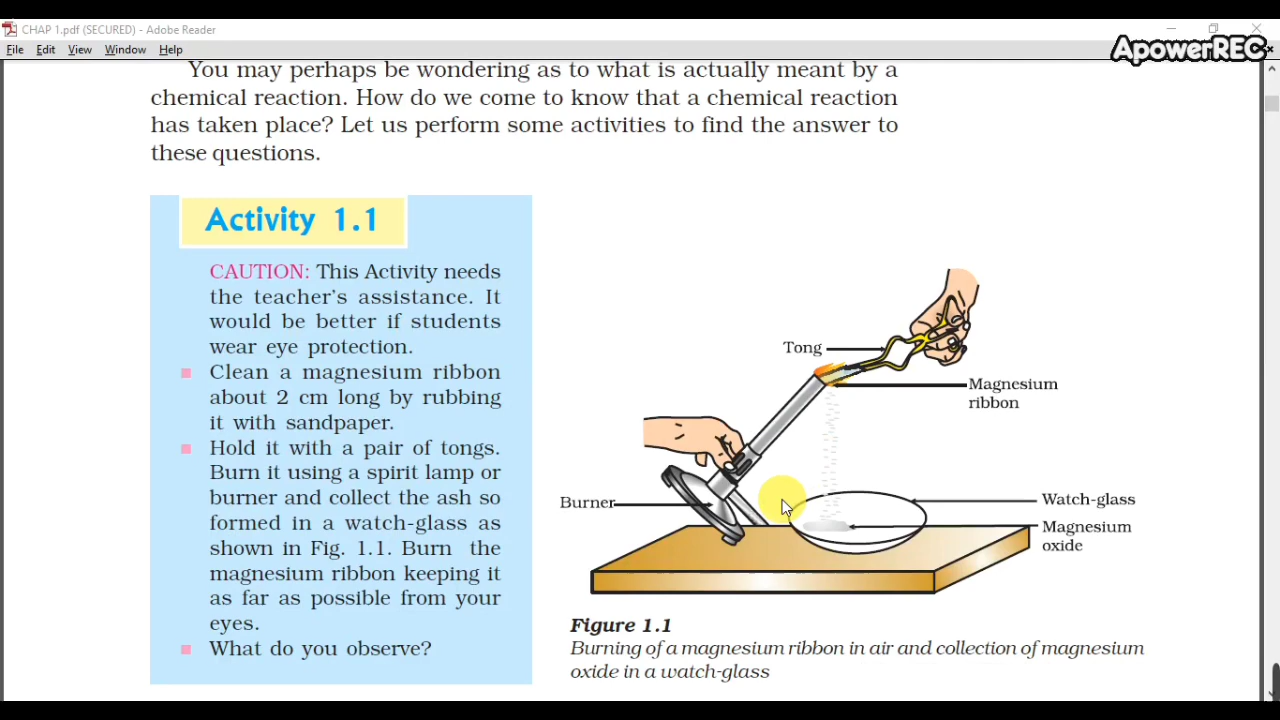 CHAP 1.pdf (SECURED) - Adobe Reader
File Edit View Window Help
ApowerREC
You may perhaps be wondering as to what is actually meant by a
chemical reaction. How do we come to know that a chemical reaction
has taken place? Let us perform some activities to find the answer to
these questions.
Activity 1.1
CAUTION: This Activity needs
the teacher's assistance. It
would be better if students
wear eye protection.
Clean a magnesium ribbon
about 2 cm long by rubbing
it with sandpaper.
Hold it with a pair of tongs.
Burn it using a spirit lamp or
burner and collect the ash so
formed in a watch-glass as
shown in Fig. 1.1. Burn the
magnesium ribbon keeping it
as far as possible from your
eyes.
What do you observe?
Tong
Magnesium
ribbon
Burner
Watch-glass
Magnesium
oxide
Figure 1.1
Burning of a magnesium ribbon in air and collection of magnesium
oxide in a watch-glass